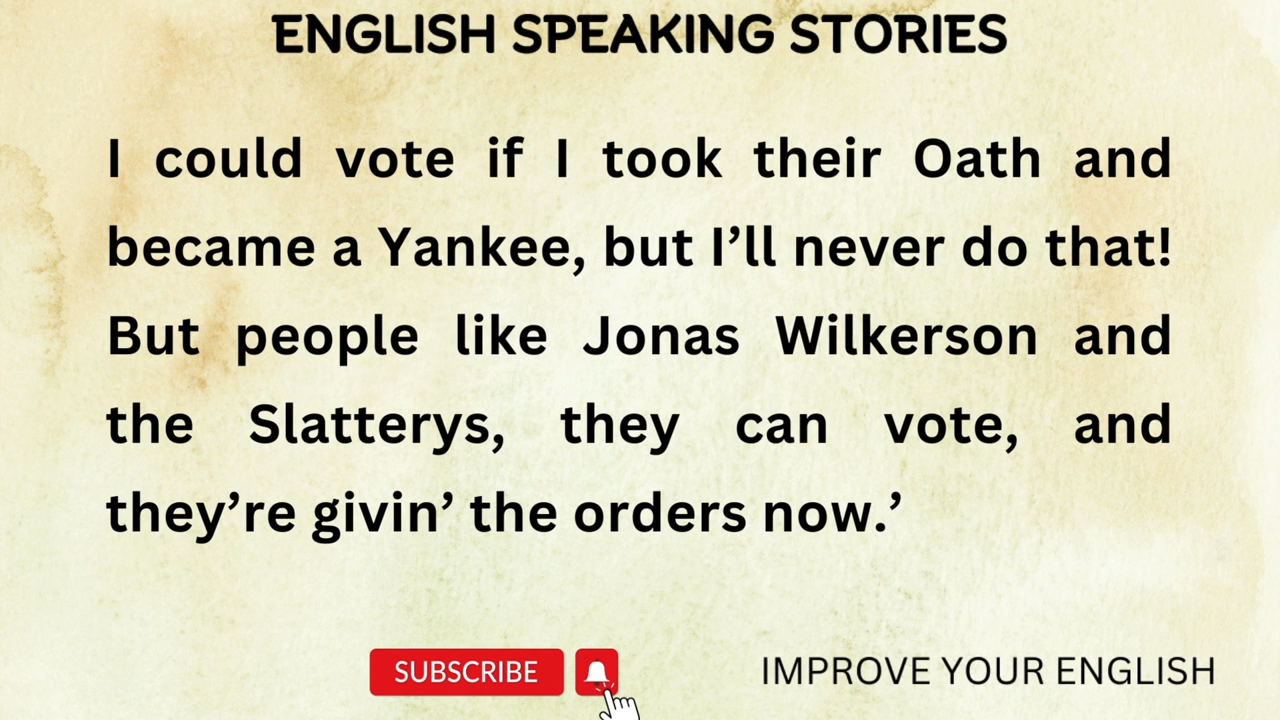 ENGLISH SPEAKING STORIES
I could vote if I took their Oath and
became a Yankee, but I’ll never do that!
But people like Jonas Wilkerson and
the Slatterys, they can vote, and
they’re givin’ the orders now.’
SUBSCRIBE
IMPROVE YOUR ENGLISH